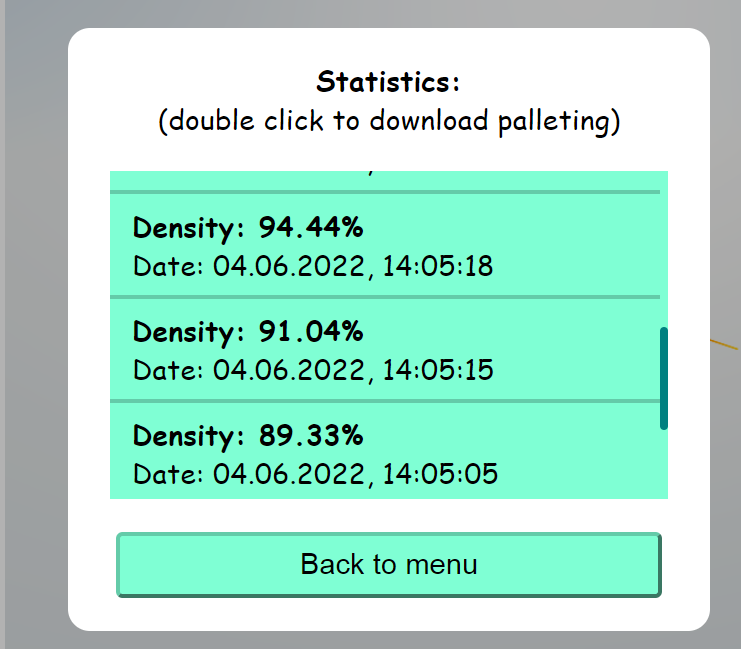 Statistics:
(double click to download palleting)
Density: 94.44%
Date: 04.06.2022, 14:05:18
Density: 91.04%
Date: 04.06.2022, 14:05:15
Density: 89.33%
Date: 04.06.2022, 14:05:05
Back to menu